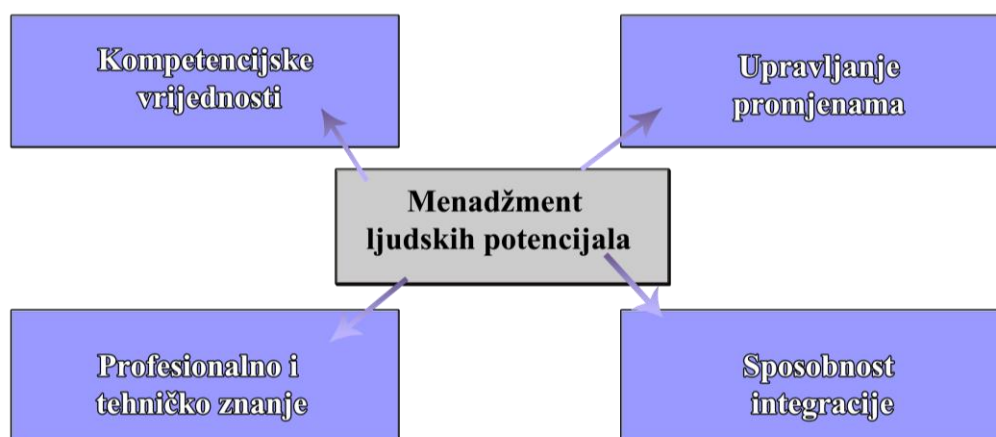 Kompetencijske
vrijednosti
Upravljanje
promjenama
Menadžment
ljudskih potencijala
Profesionalno i
tehničko znanje
Sposobnost
integracije